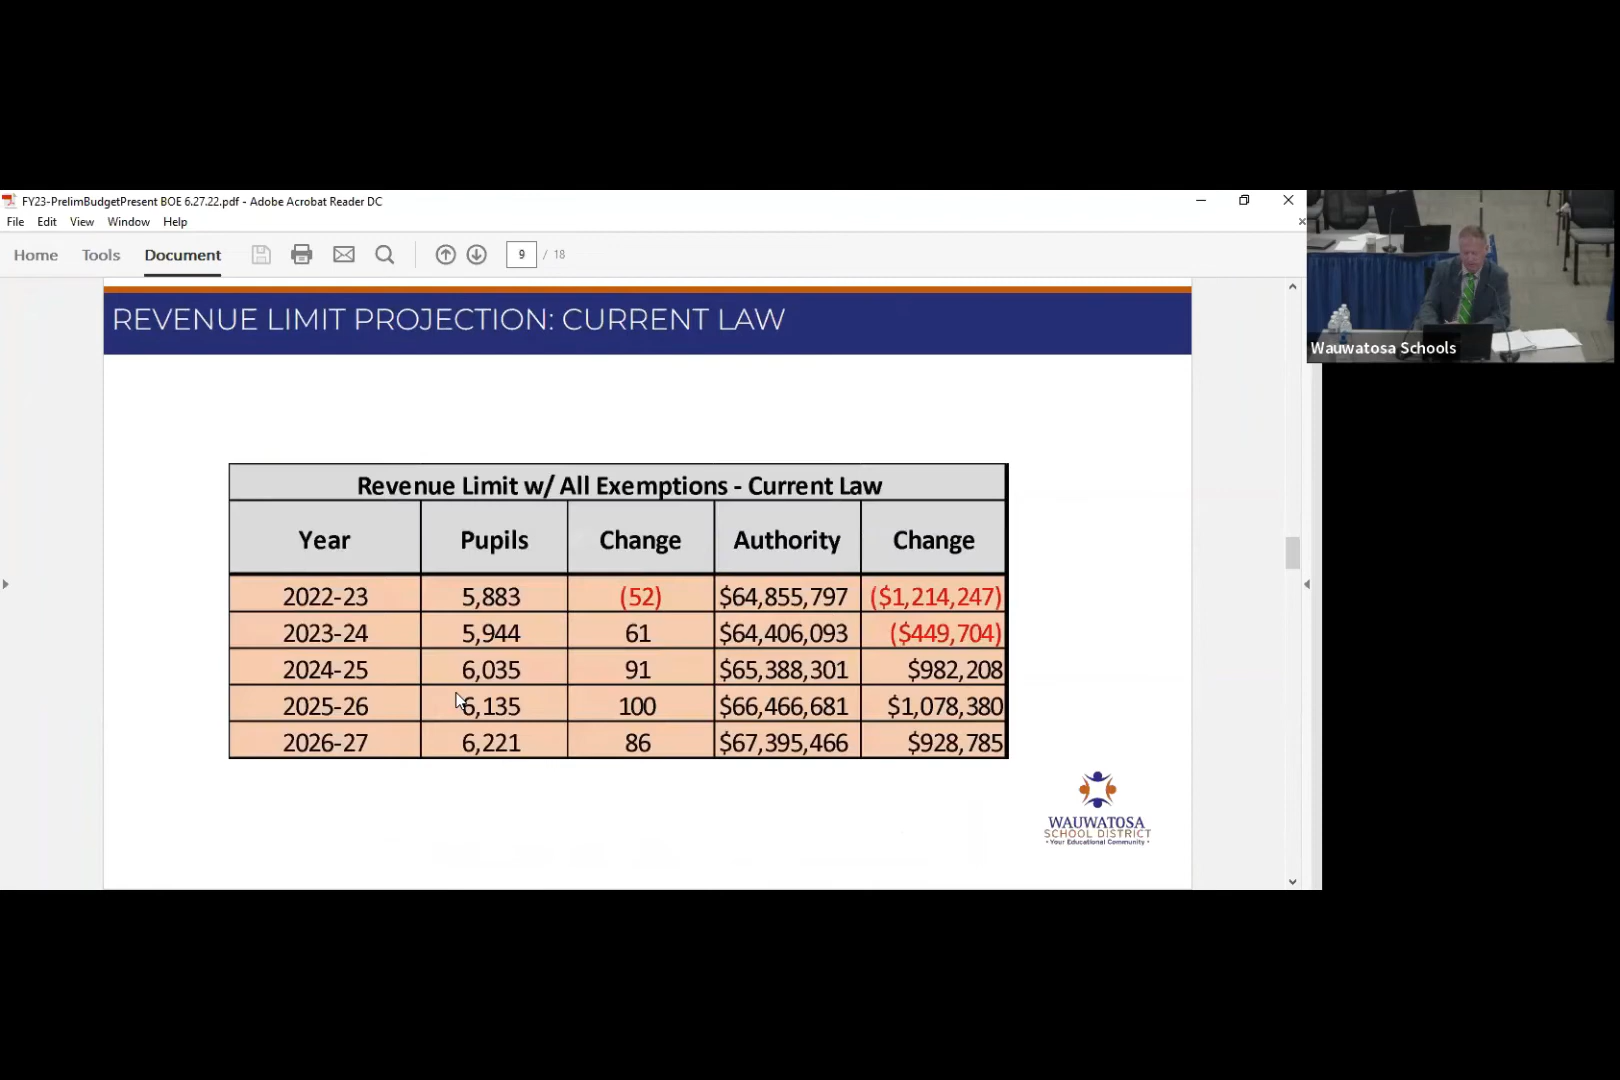 FY23-PrelimBudgetPresent BOE 6.27.22.pdf - Adobe Acrobat Reader DC
File Edit View Window Help
Home Tools Document 9 / 18
REVENUE LIMIT PROJECTION: CURRENT LAW
Wauwatosa Schools
Revenue Limit w/ All Exemptions - Current Law
Year Pupils Change Authority Change
2022-23 5,883 (52) $64,855,797 ($1,214,247)
2023-24 5,944 61 $64,406,093 ($449,704)
2024-25 6,035 91 $65,388,301 $982,208
2025-26 6,135 100 $66,466,681 $1,078,380
2026-27 6,221 86 $67,395,466 $928,785
WAUWATOSA
SCHOOL DISTRICT
• Your Educational Community •